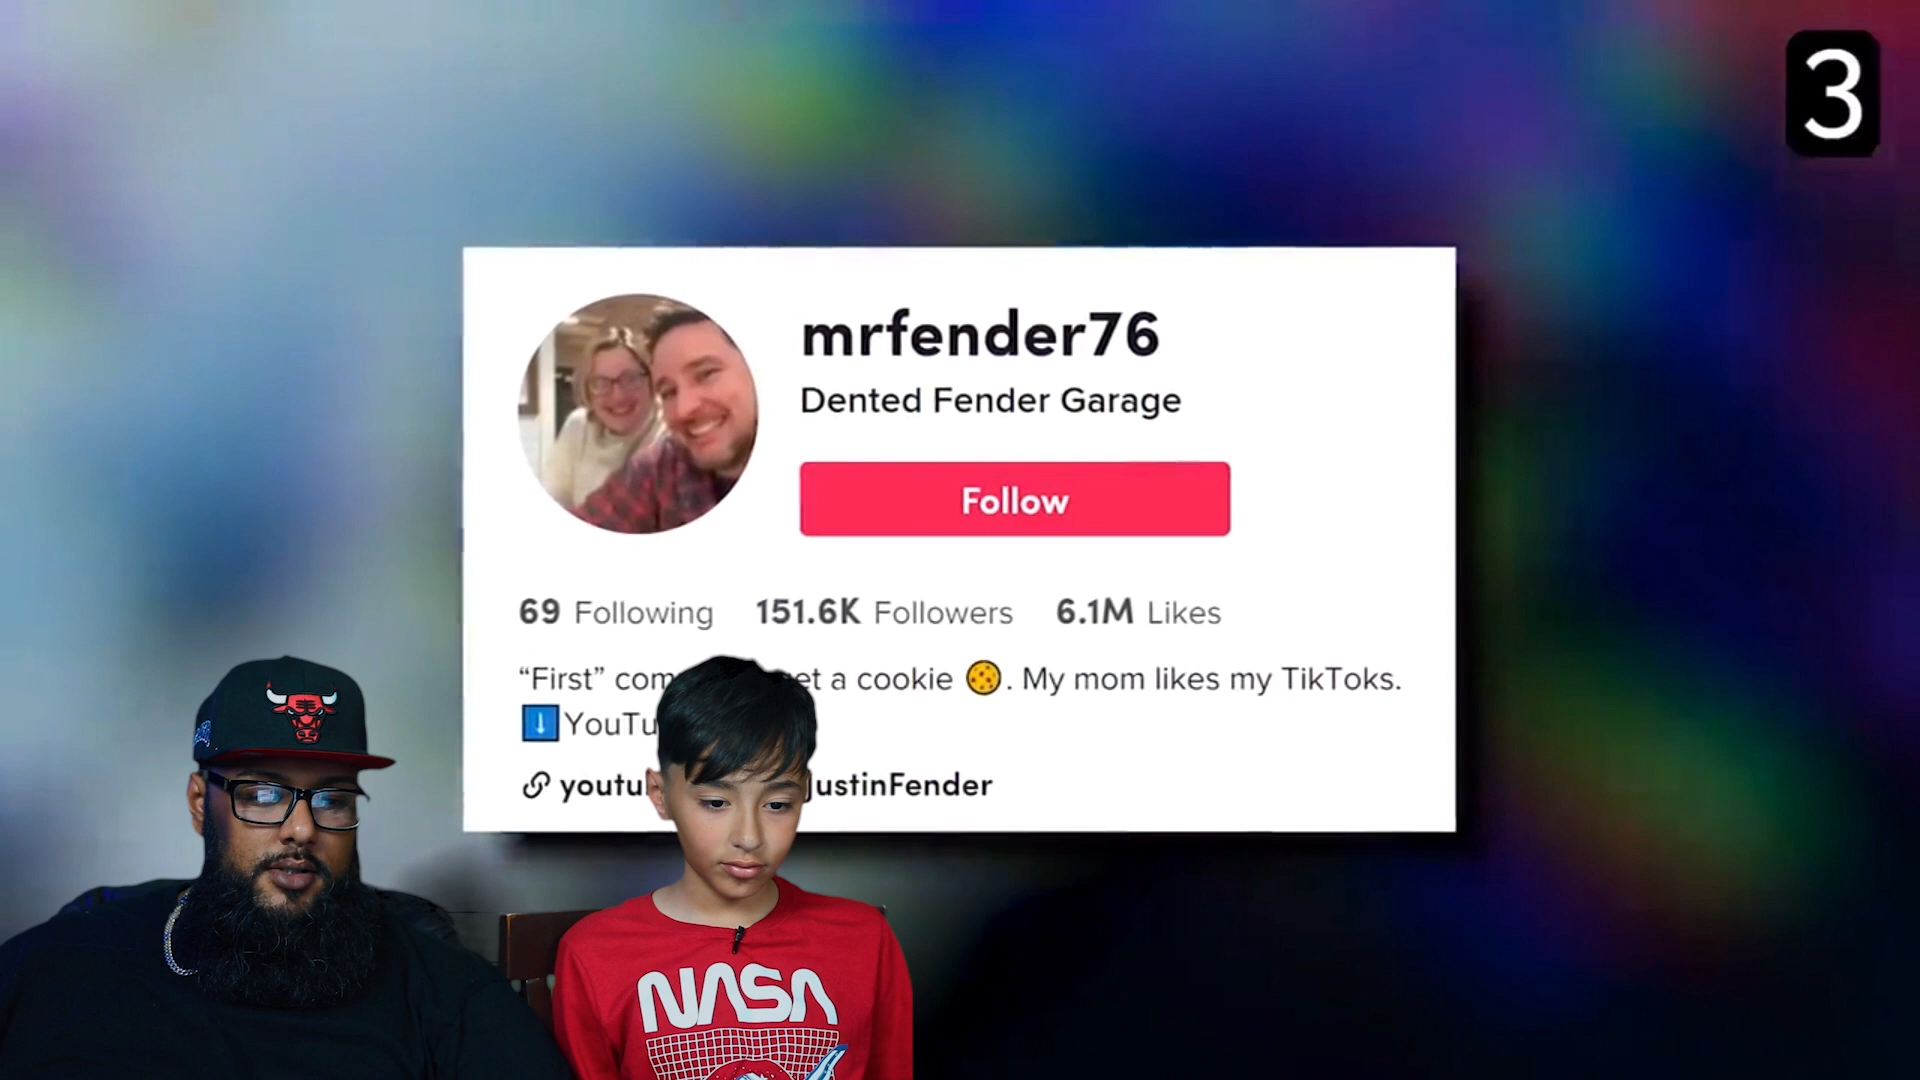 3
mrfender76
Dented Fender Garage
Follow
69 Following 151.6K Followers 6.1M Likes
“First” com et a cookie 🍪. My mom likes my TikToks.
⬇️YouTu
youtu JustinFender
NASA